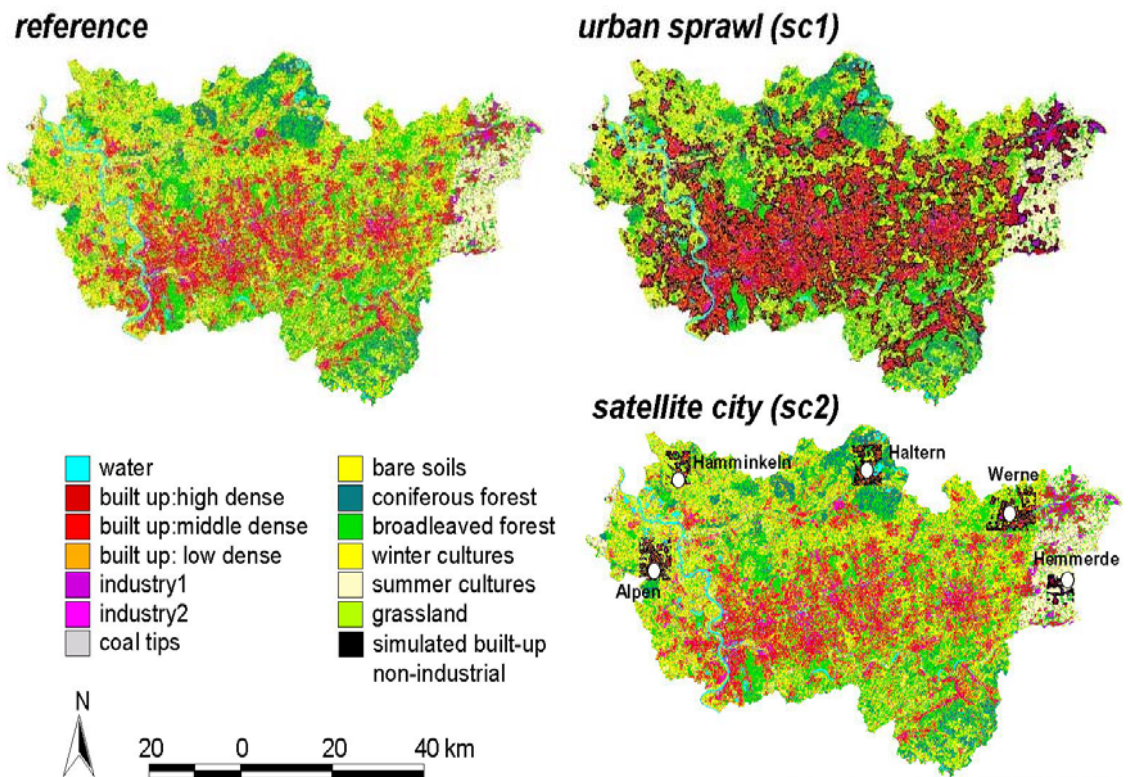 reference
urban sprawl (sc1)
satellite city (sc2)
Hamminkeln
Haltern
Werne
Hemmerde
Alpen
water
built up:high dense
built up:middle dense
built up: low dense
industry1
industry2
coal tips
bare soils
coniferous forest
broadleaved forest
winter cultures
summer cultures
grassland
simulated built-up
non-industrial
N
20 0 20 40 km